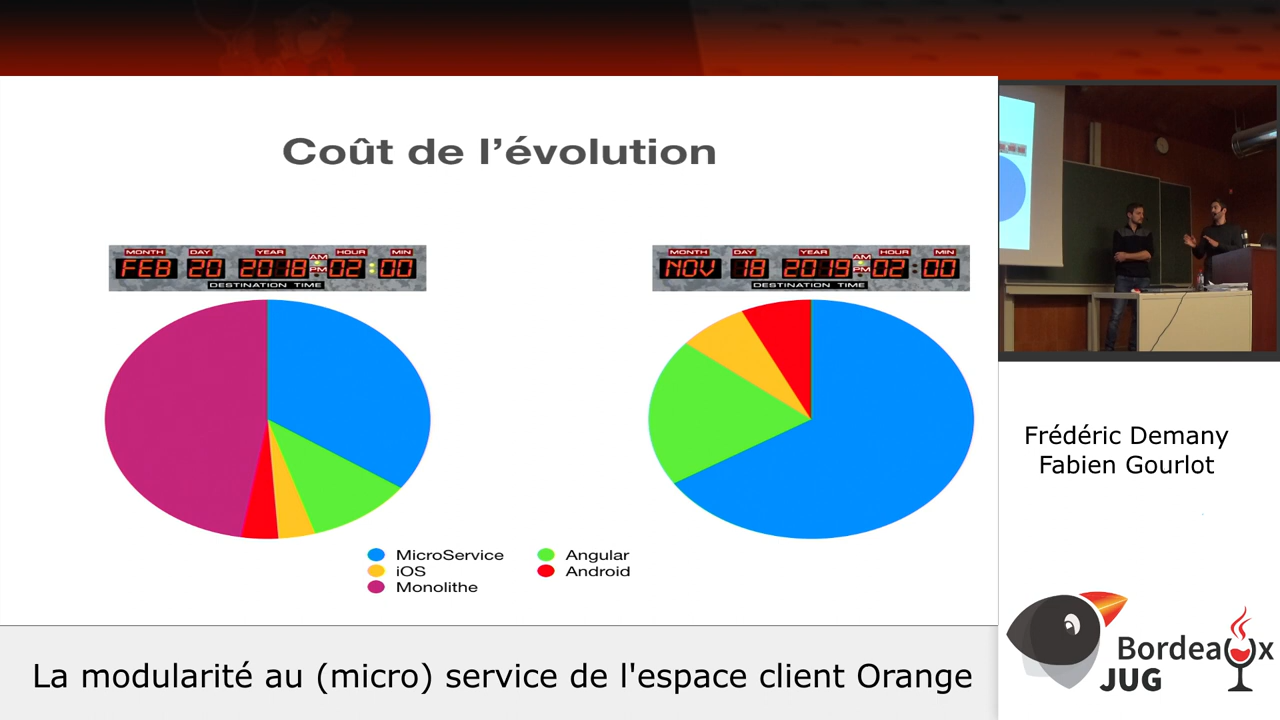 Coût de l'évolution
MONTH DAY YEAR AM HOUR MIN
FEB 20 2018 PM 02:00
DESTINATION TIME
MONTH DAY YEAR AM HOUR MIN
NOV 18 2019 PM 02:00
DESTINATION TIME
MicroService
Angular
iOS
Android
Monolithe
Frédéric Demany
Fabien Gourlot
Bordeaux
JUG
La modularité au (micro) service de l'espace client Orange